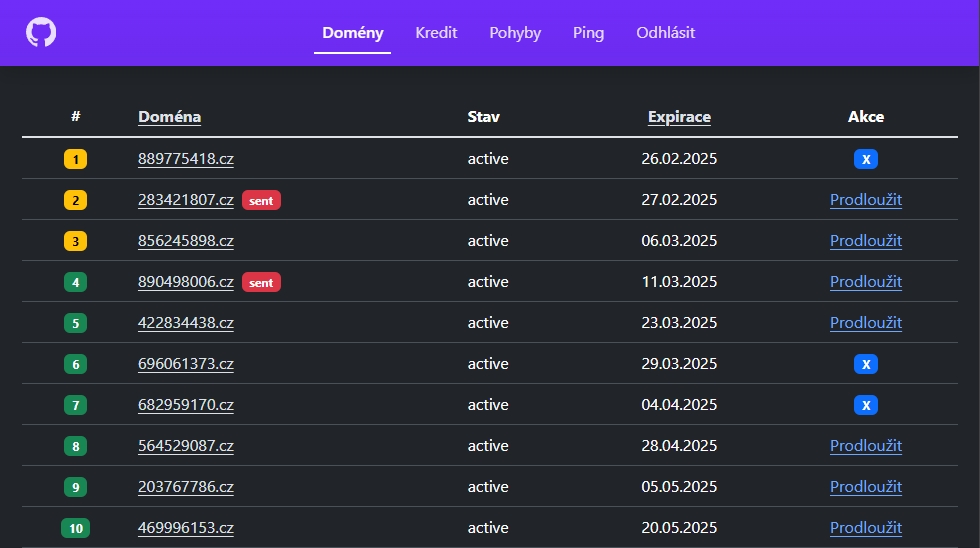 Domény Kredit Pohyby Ping Odhlásit
# Doména Stav Expirace Akce
1 889775418.cz active 26.02.2025 X
2 283421807.cz sent active 27.02.2025 Prodloužit
3 856245898.cz active 06.03.2025 Prodloužit
4 890498006.cz sent active 11.03.2025 Prodloužit
5 422834438.cz active 23.03.2025 Prodloužit
6 696061373.cz active 29.03.2025 X
7 682959170.cz active 04.04.2025 X
8 564529087.cz active 28.04.2025 Prodloužit
9 203767786.cz active 05.05.2025 Prodloužit
10 469996153.cz active 20.05.2025 Prodloužit